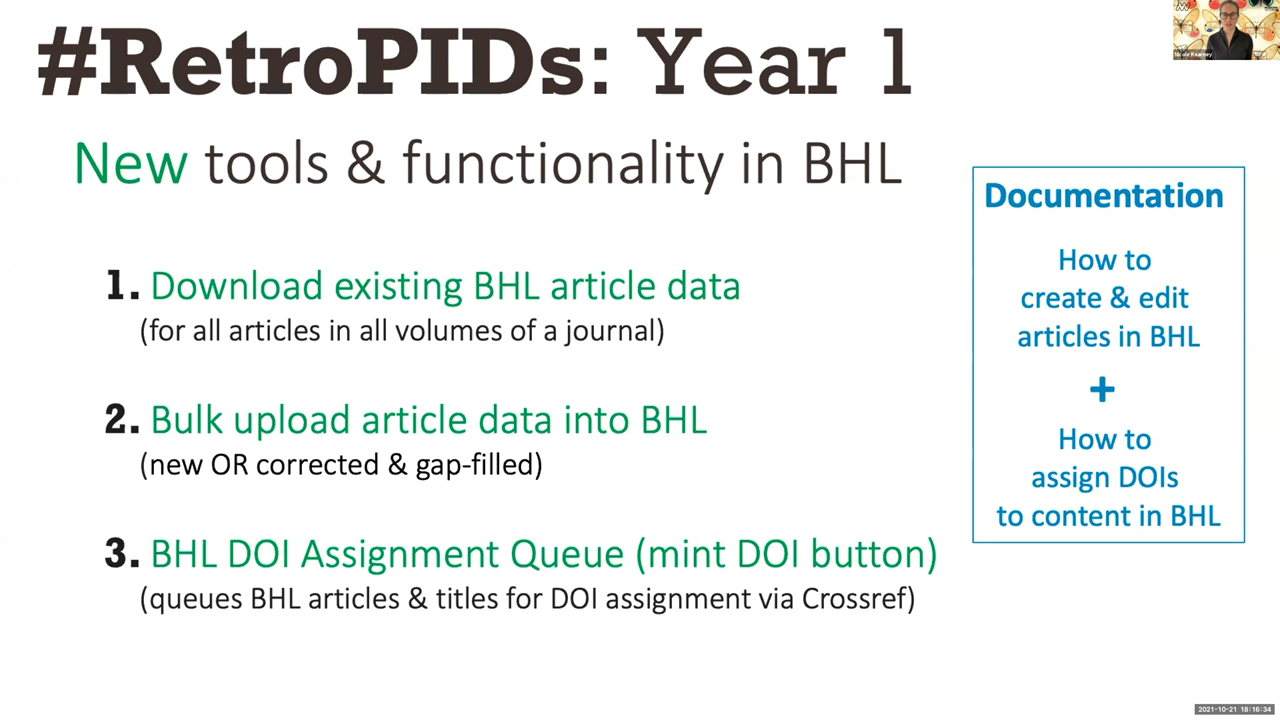 #RetroPIDs: Year 1
New tools & functionality in BHL
1. Download existing BHL article data
(for all articles in all volumes of a journal)
2. Bulk upload article data into BHL
(new OR corrected & gap-filled)
3. BHL DOI Assignment Queue (mint DOI button)
(queues BHL articles & titles for DOI assignment via Crossref)
Documentation
How to
create & edit
articles in BHL
+
How to
assign DOIs
to content in BHL
Nicole Kearney
2021-10-21 18:16:34